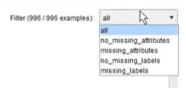 Filter (996 / 996 examples): all
all
no_missing_attributes
missing_attributes
no_missing_labels
missing_labels